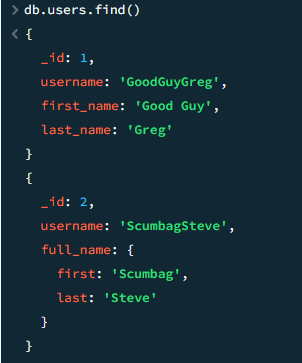 > db.users.find()
< {
_id: 1,
username: 'GoodGuyGreg',
first_name: 'Good Guy',
last_name: 'Greg'
}
{
_id: 2,
username: 'ScumbagSteve',
full_name: {
first: 'Scumbag',
last: 'Steve'
}
}